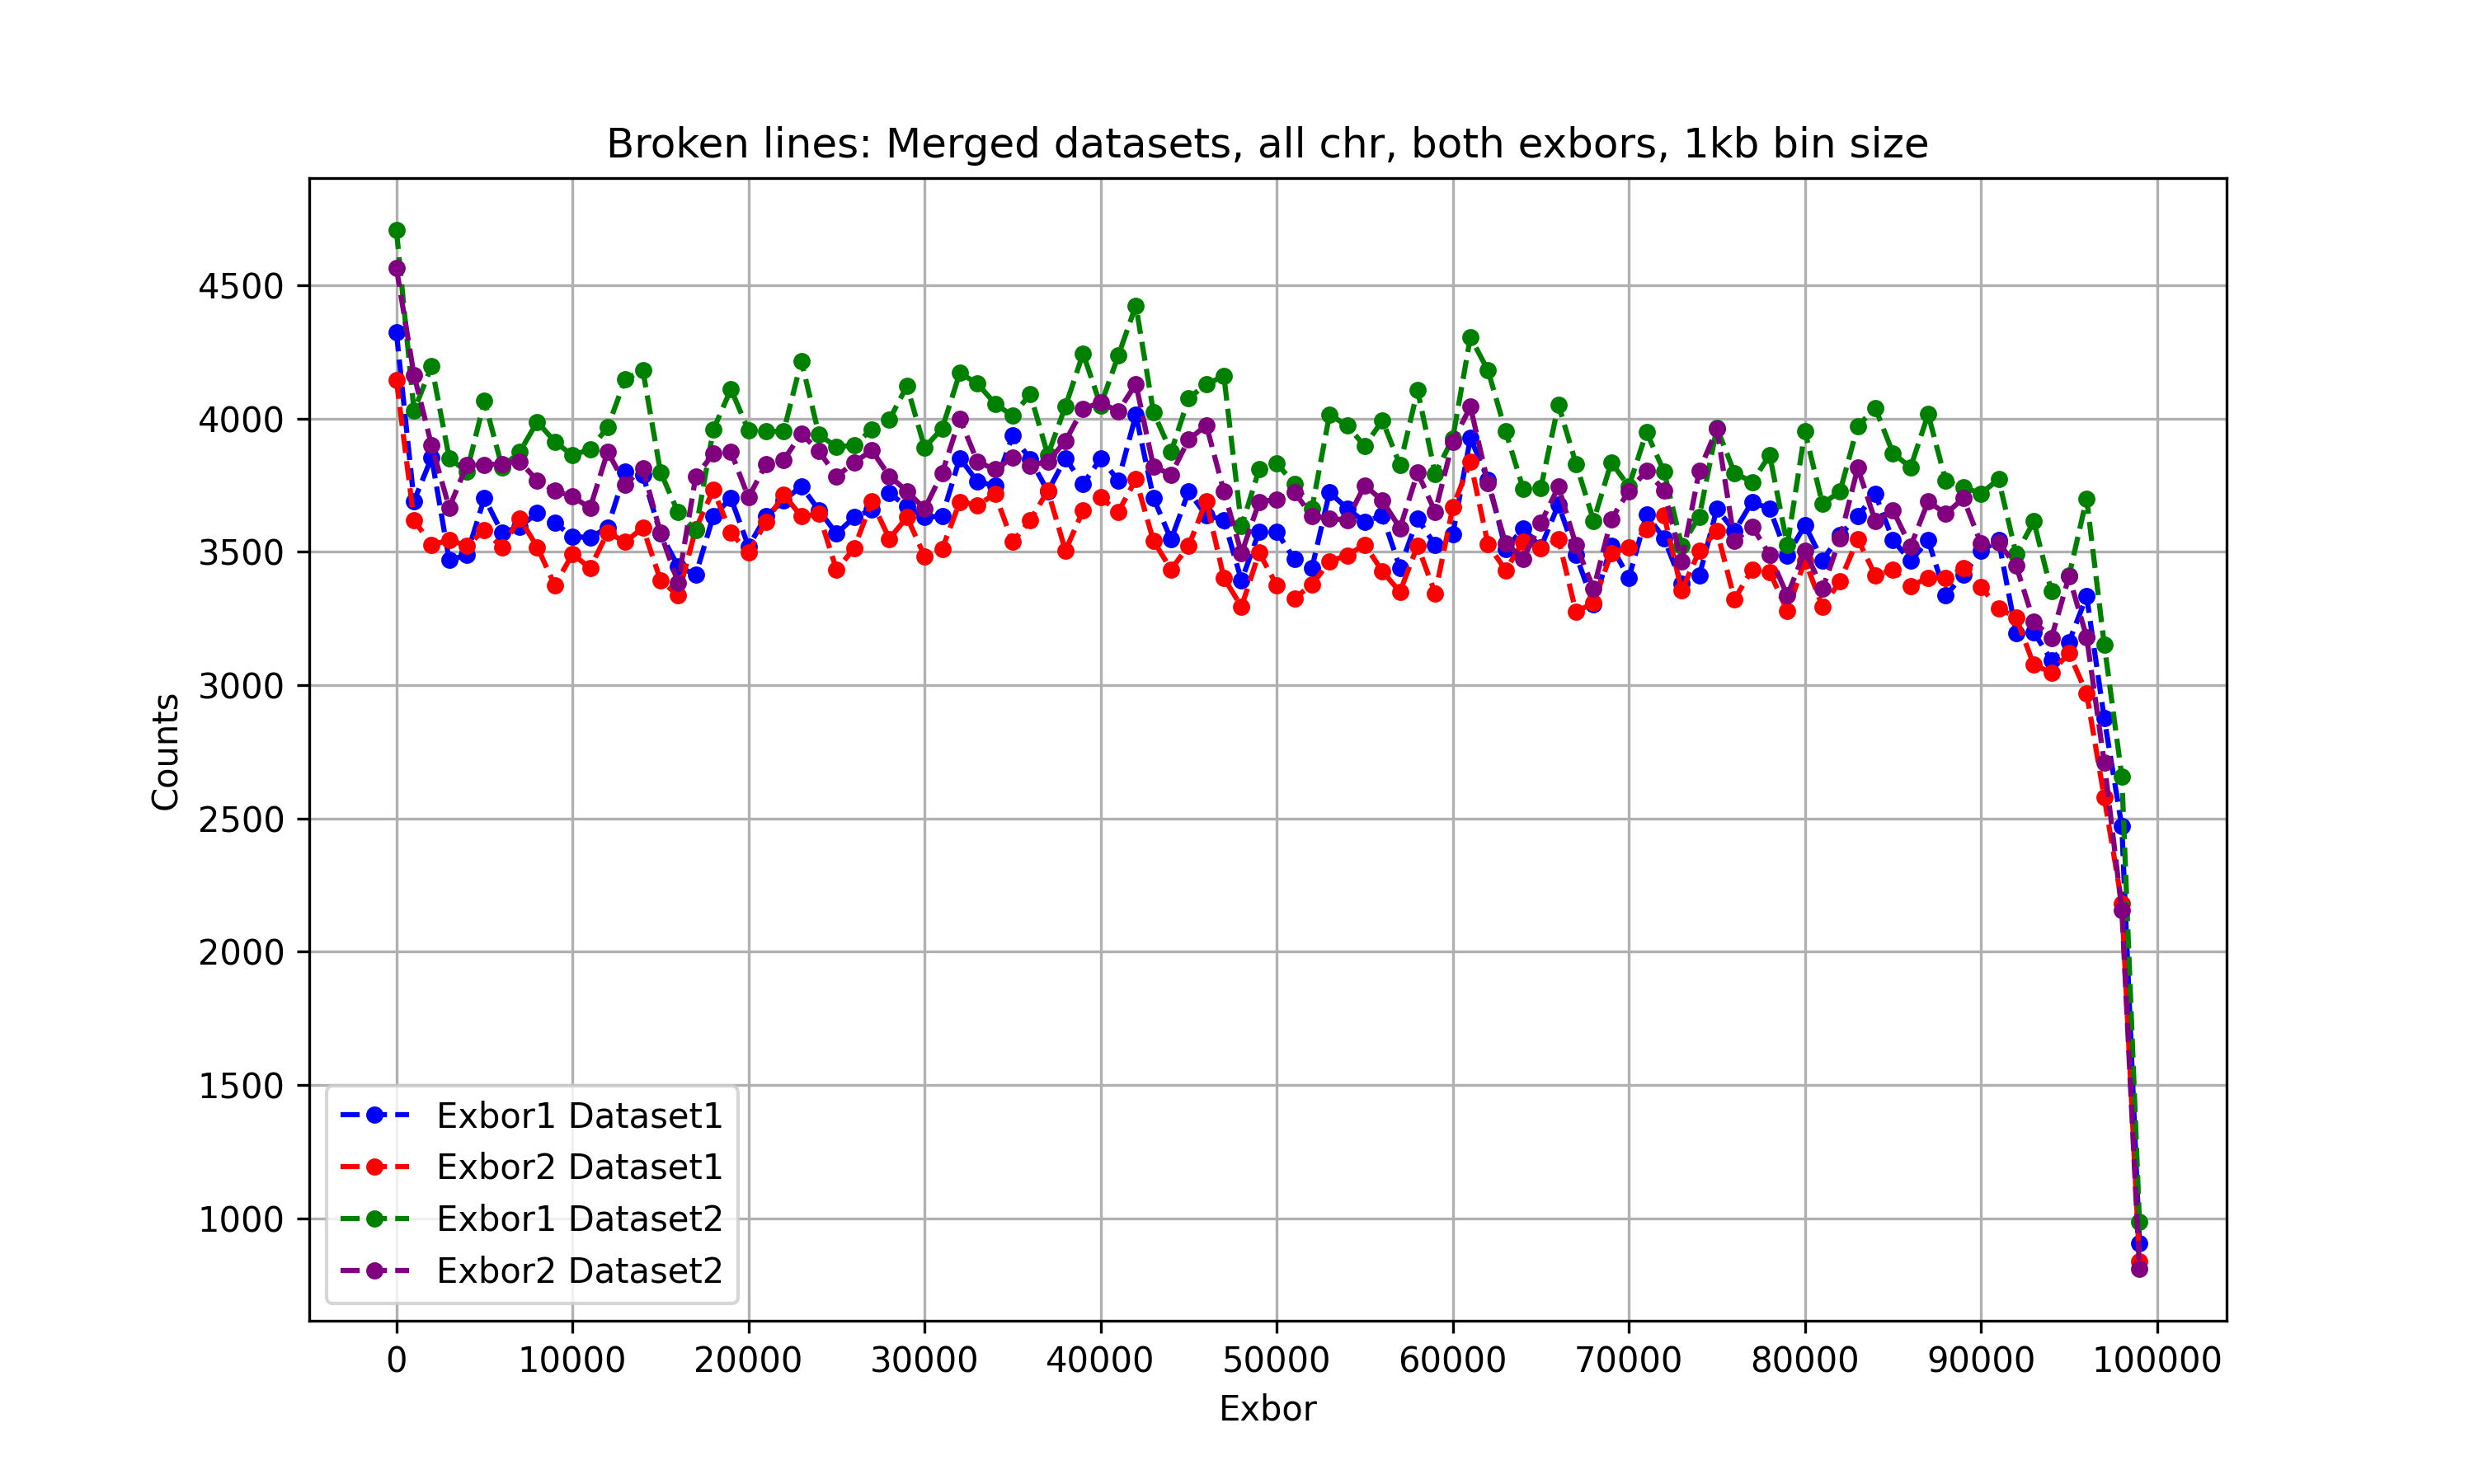 Broken lines: Merged datasets, all chr, both exbors, 1kb bin size
4500
4000
3500
3000
2500
2000
1500
1000
Counts
Exbor1 Dataset1
Exbor2 Dataset1
Exbor1 Dataset2
Exbor2 Dataset2
0 10000 20000 30000 40000 50000 60000 70000 80000 90000 100000
Exbor